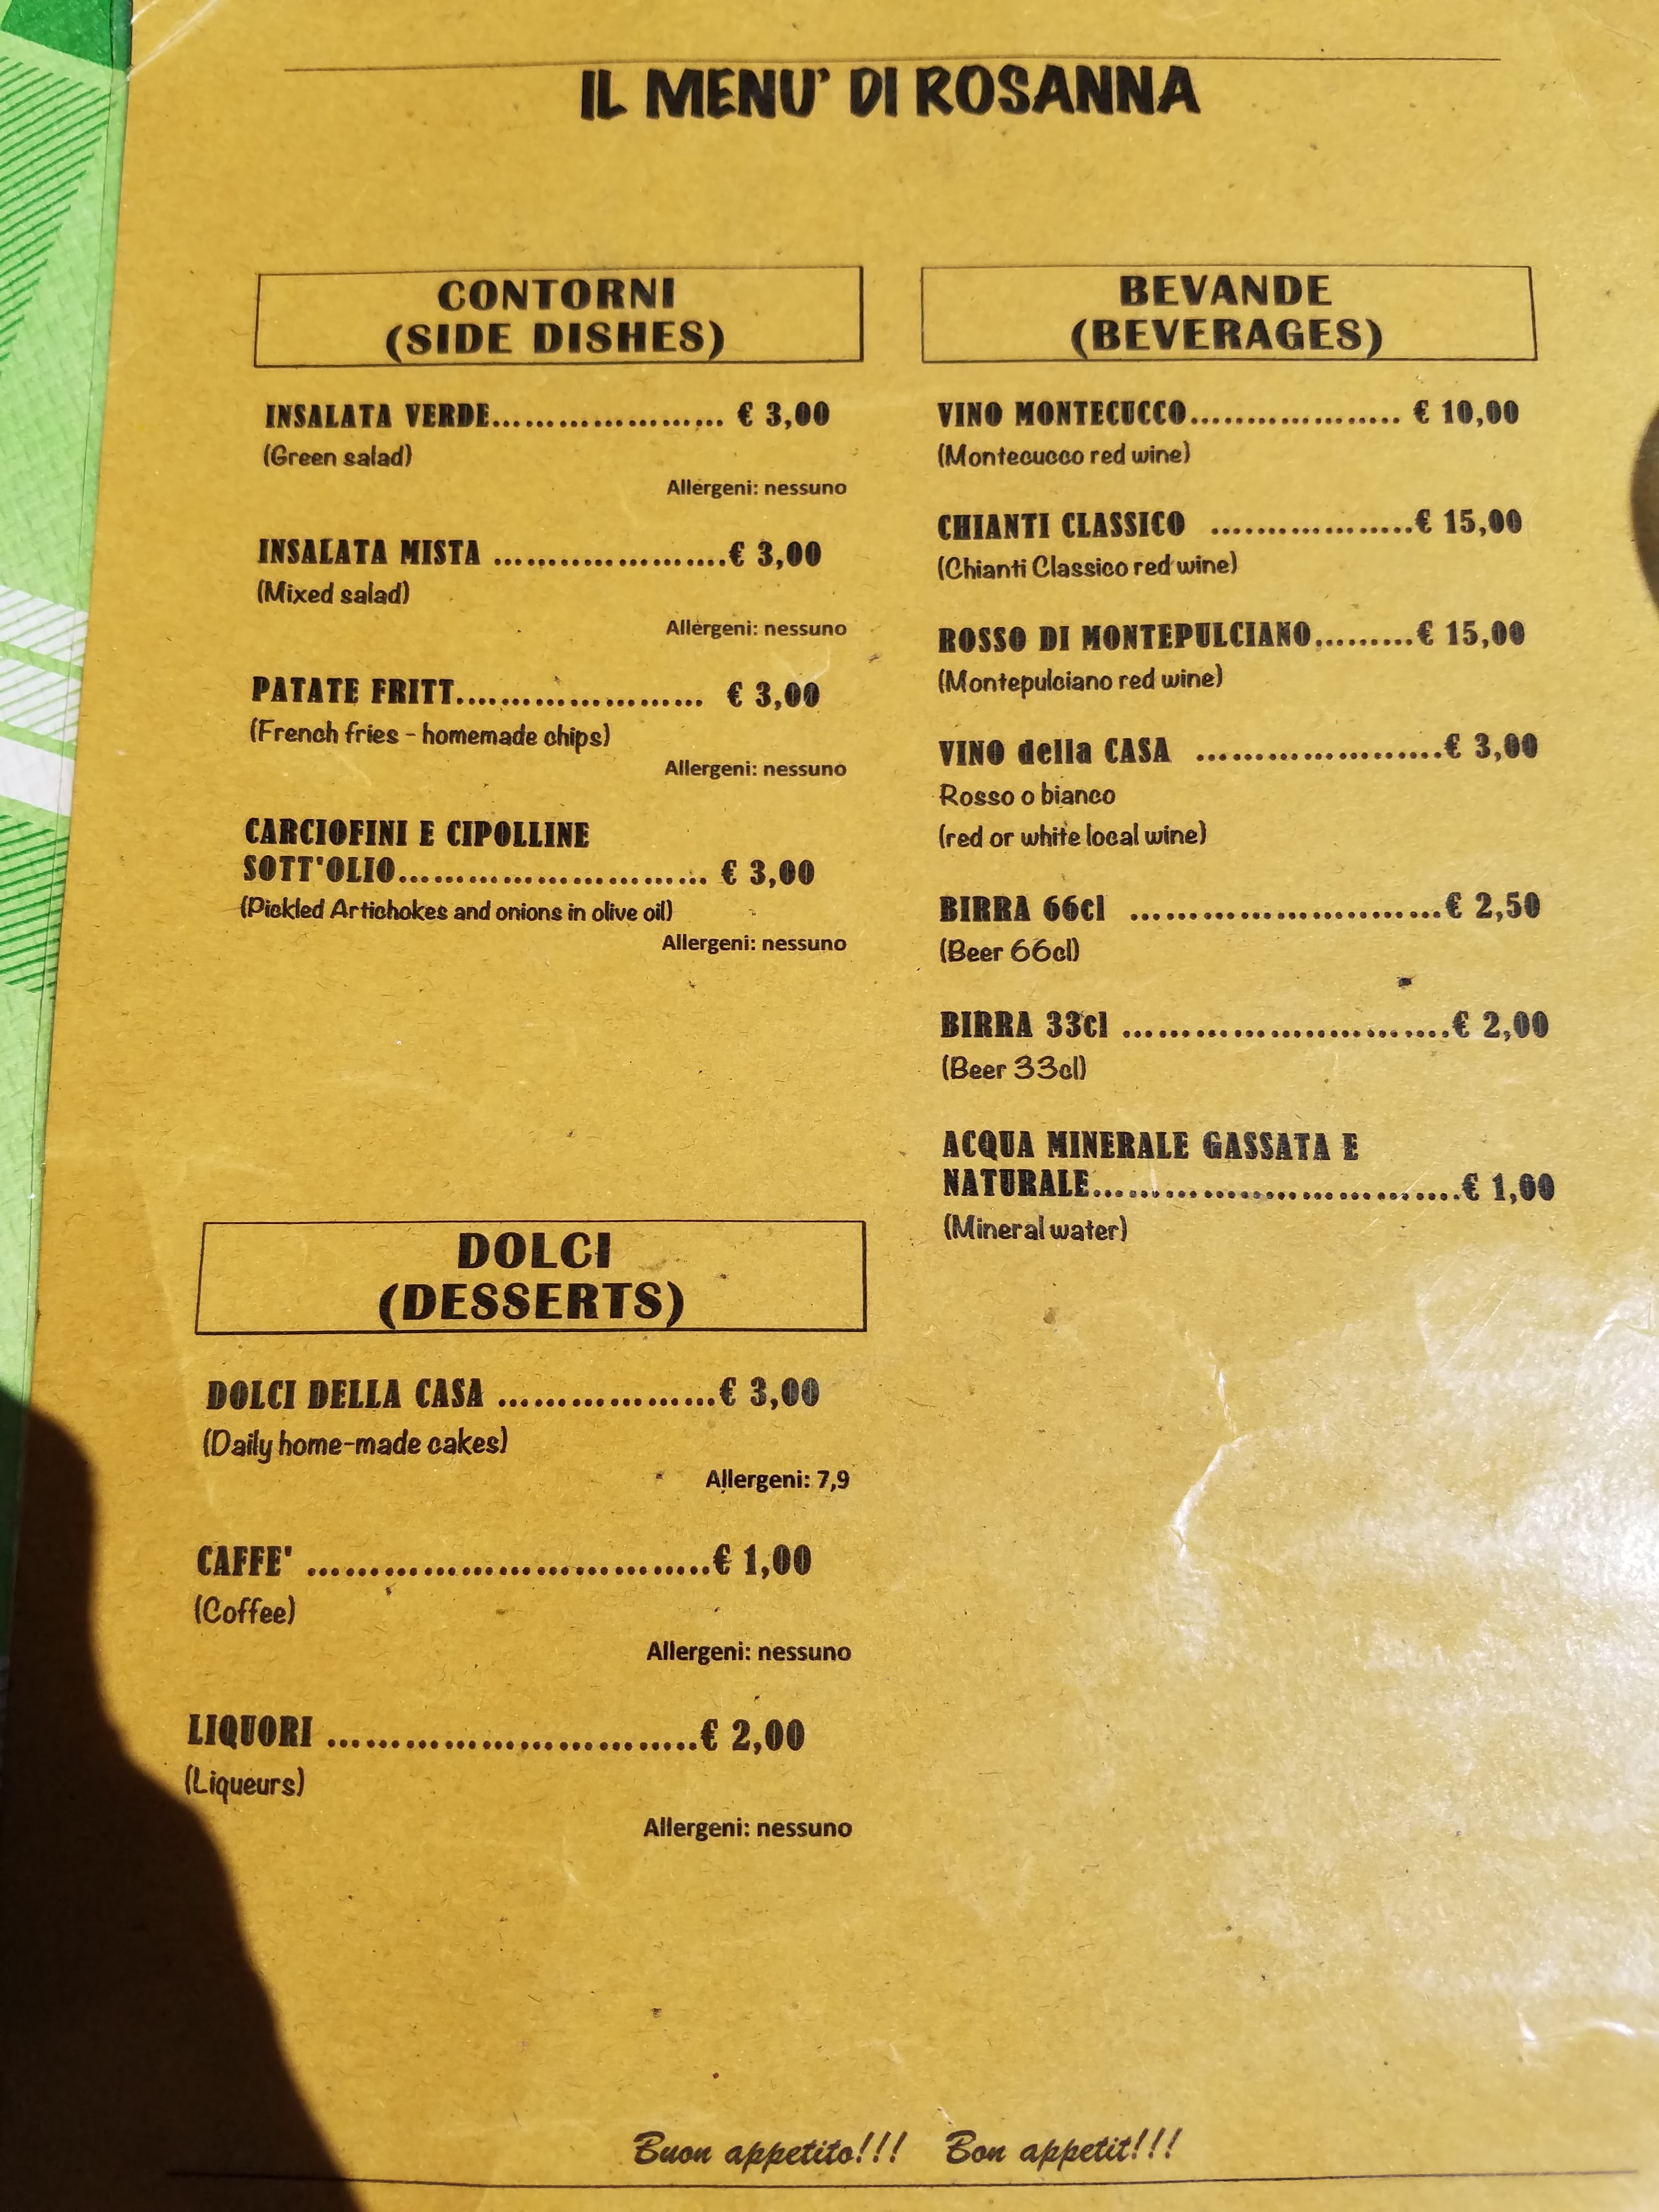 IL MENU' DI ROSANNA
CONTORNI
(SIDE DISHES)
INSALATA VERDE..................... € 3,00
(Green salad)
Allergeni: nessuno
INSALATA MISTA .....................€ 3,00
(Mixed salad)
Allergeni: nessuno
PATATE FRITT....................... € 3,00
(French fries - homemade chips)
Allergeni: nessuno
CARCIOFINI E CIPOLLINE
SOTT'OLIO............................ € 3,00
(Pickled Artichokes and onions in olive oil)
Allergeni: nessuno
DOLCI
(DESSERTS)
DOLCI DELLA CASA ..................€ 3,00
(Daily home-made cakes)
Allergeni: 7,9
CAFFE' .................................€ 1,00
(Coffee)
Allergeni: nessuno
LIQUORI ..............................€ 2,00
(Liqueurs)
Allergeni: nessuno
BEVANDE
(BEVERAGES)
VINO MONTECUCCO................... € 10,00
(Montecucco red wine)
CHIANTI CLASSICO ..................€ 15,00
(Chianti Classico red wine)
ROSSO DI MONTEPULCIANO.........€ 15,00
(Montepulciano red wine)
VINO della CASA .....................€ 3,00
Rosso o bianco
(red or white local wine)
BIRRA 66cl ...........................€ 2,50
(Beer 66cl)
BIRRA 33cl ............................€ 2,00
(Beer 33cl)
ACQUA MINERALE GASSATA E
NATURALE................................€ 1,00
(Mineral water)
Buon appetito!!! Bon appetit!!!